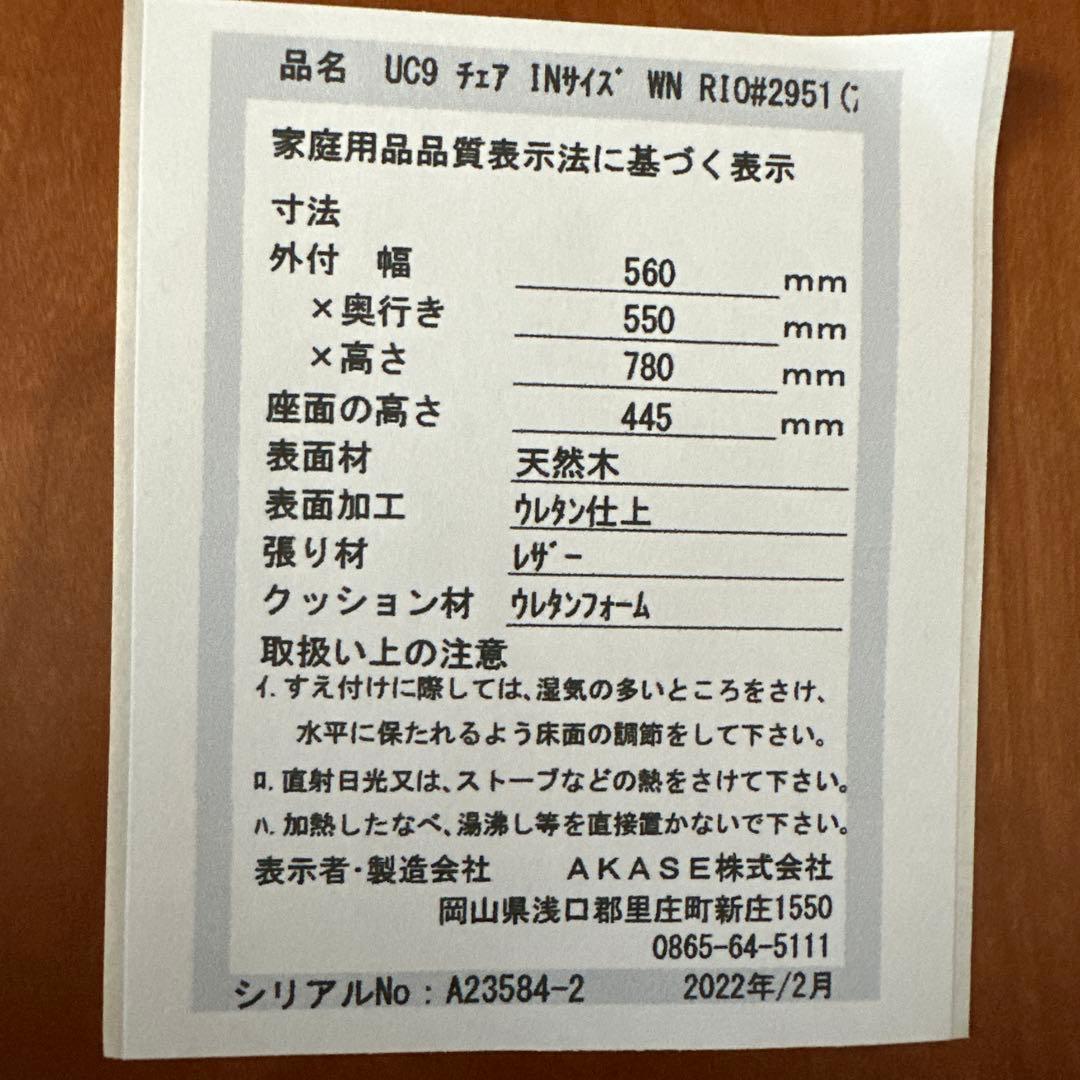 品名 UC9 ﾁｪｱ INｻｲｽﾞ WN RIO#2951(
家庭用品品質表示法に基づく表示
寸法
外付 幅 560 mm
×奥行き 550 mm
×高さ 780 mm
座面の高さ 445 mm
表面材 天然木
表面加工 ｳﾚﾀﾝ仕上
張り材 ﾚｻﾞｰ
クッション材 ｳﾚﾀﾝﾌｫｰﾑ
取扱い上の注意
ｲ.すえ付けに際しては、湿気の多いところをさけ、
水平に保たれるよう床面の調節をして下さい。
ﾛ.直射日光又は、ストーブなどの熱をさけて下さい。
ﾊ.加熱したなべ、湯沸し等を直接置かないで下さい。
表示者・製造会社 ＡＫＡＳＥ株式会社
岡山県浅口郡里庄町新庄1550
0865-64-5111
シリアルNo：A23584-2 2022年/2月